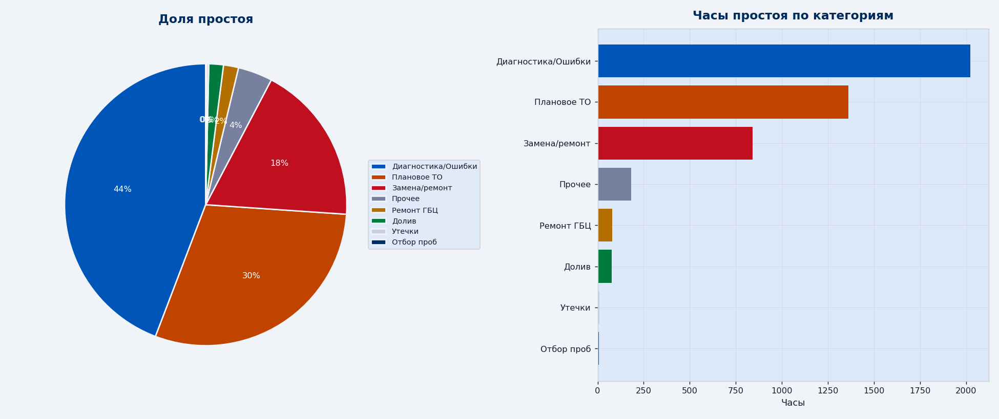 Доля простоя
44%
30%
18%
4%
2%
0%
Диагностика/Ошибки
Плановое ТО
Замена/ремонт
Прочее
Ремонт ГБЦ
Долив
Утечки
Отбор проб
Часы простоя по категориям
Диагностика/Ошибки
Плановое ТО
Замена/ремонт
Прочее
Ремонт ГБЦ
Долив
Утечки
Отбор проб
0 250 500 750 1000 1250 1500 1750 2000
Часы